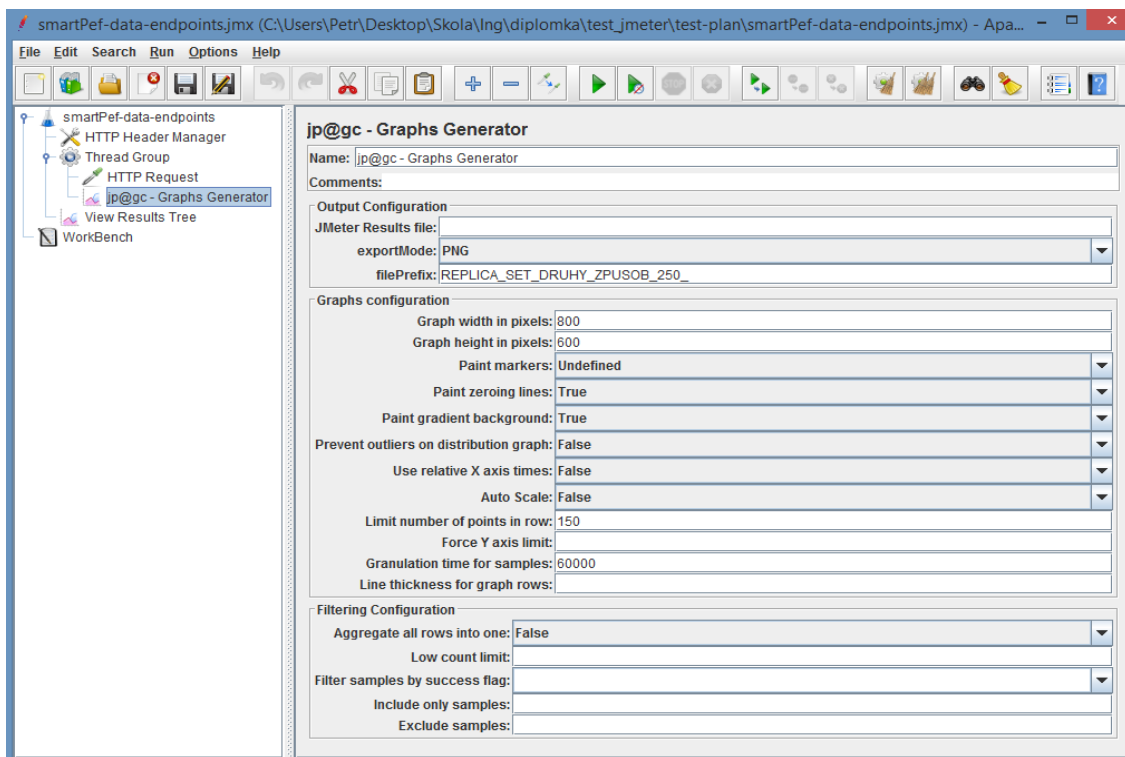 smartPef-data-endpoints.jmx (C:\Users\Petr\Desktop\Skola\Ing\diplomka\test_jmeter\test-plan\smartPef-data-endpoints.jmx) - Apa...
File Edit Search Run Options Help
STOP
smartPef-data-endpoints
HTTP Header Manager
Thread Group
HTTP Request
jp@gc - Graphs Generator
View Results Tree
WorkBench
jp@gc - Graphs Generator
Name: jp@gc - Graphs Generator
Comments:
Output Configuration
JMeter Results file:
exportMode: PNG
filePrefix: REPLICA_SET_DRUHY_ZPUSOB_250_
Graphs configuration
Graph width in pixels: 800
Graph height in pixels: 600
Paint markers: Undefined
Paint zeroing lines: True
Paint gradient background: True
Prevent outliers on distribution graph: False
Use relative X axis times: False
Auto Scale: False
Limit number of points in row: 150
Force Y axis limit:
Granulation time for samples: 60000
Line thickness for graph rows:
Filtering Configuration
Aggregate all rows into one: False
Low count limit:
Filter samples by success flag:
Include only samples:
Exclude samples: